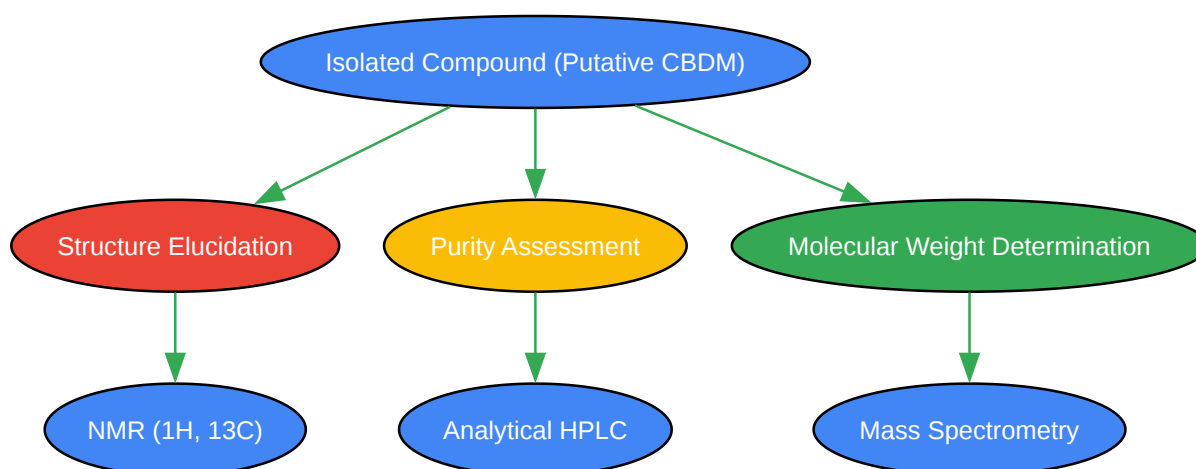 Isolated Compound (Putative CBDM)
Structure Elucidation
Purity Assessment
Molecular Weight Determination
NMR (1H, 13C)
Analytical HPLC
Mass Spectrometry